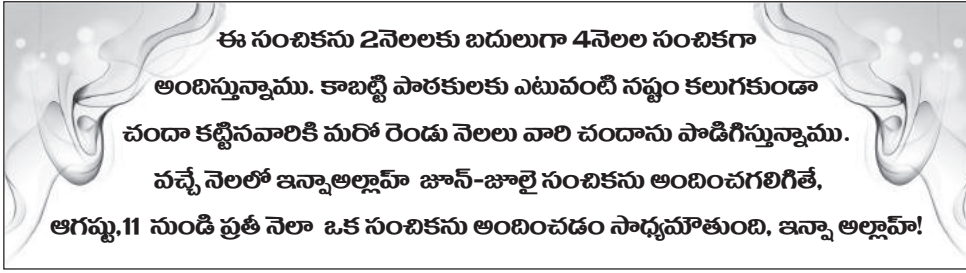 ఈ సంచికను 2నెలలకు బదులుగా 4నెలల సంచికగా
అందిస్తున్నాము. కాబట్టి పాఠకులకు ఎటువంటి నష్టం కలుగకుండా
చందా కట్టినవారికి మరో రెండు నెలలు వారి చందాను పొడిగిస్తున్నాము.
వచ్చే నెలలో ఇన్షాఅల్లాహ్ జూన్-జూలై సంచికను అందించగలిగితే,
ఆగష్టు,11 నుండి ప్రతీ నెలా ఒక సంచికను అందించడం సాధ్యమౌతుంది, ఇన్షా అల్లాహ్!